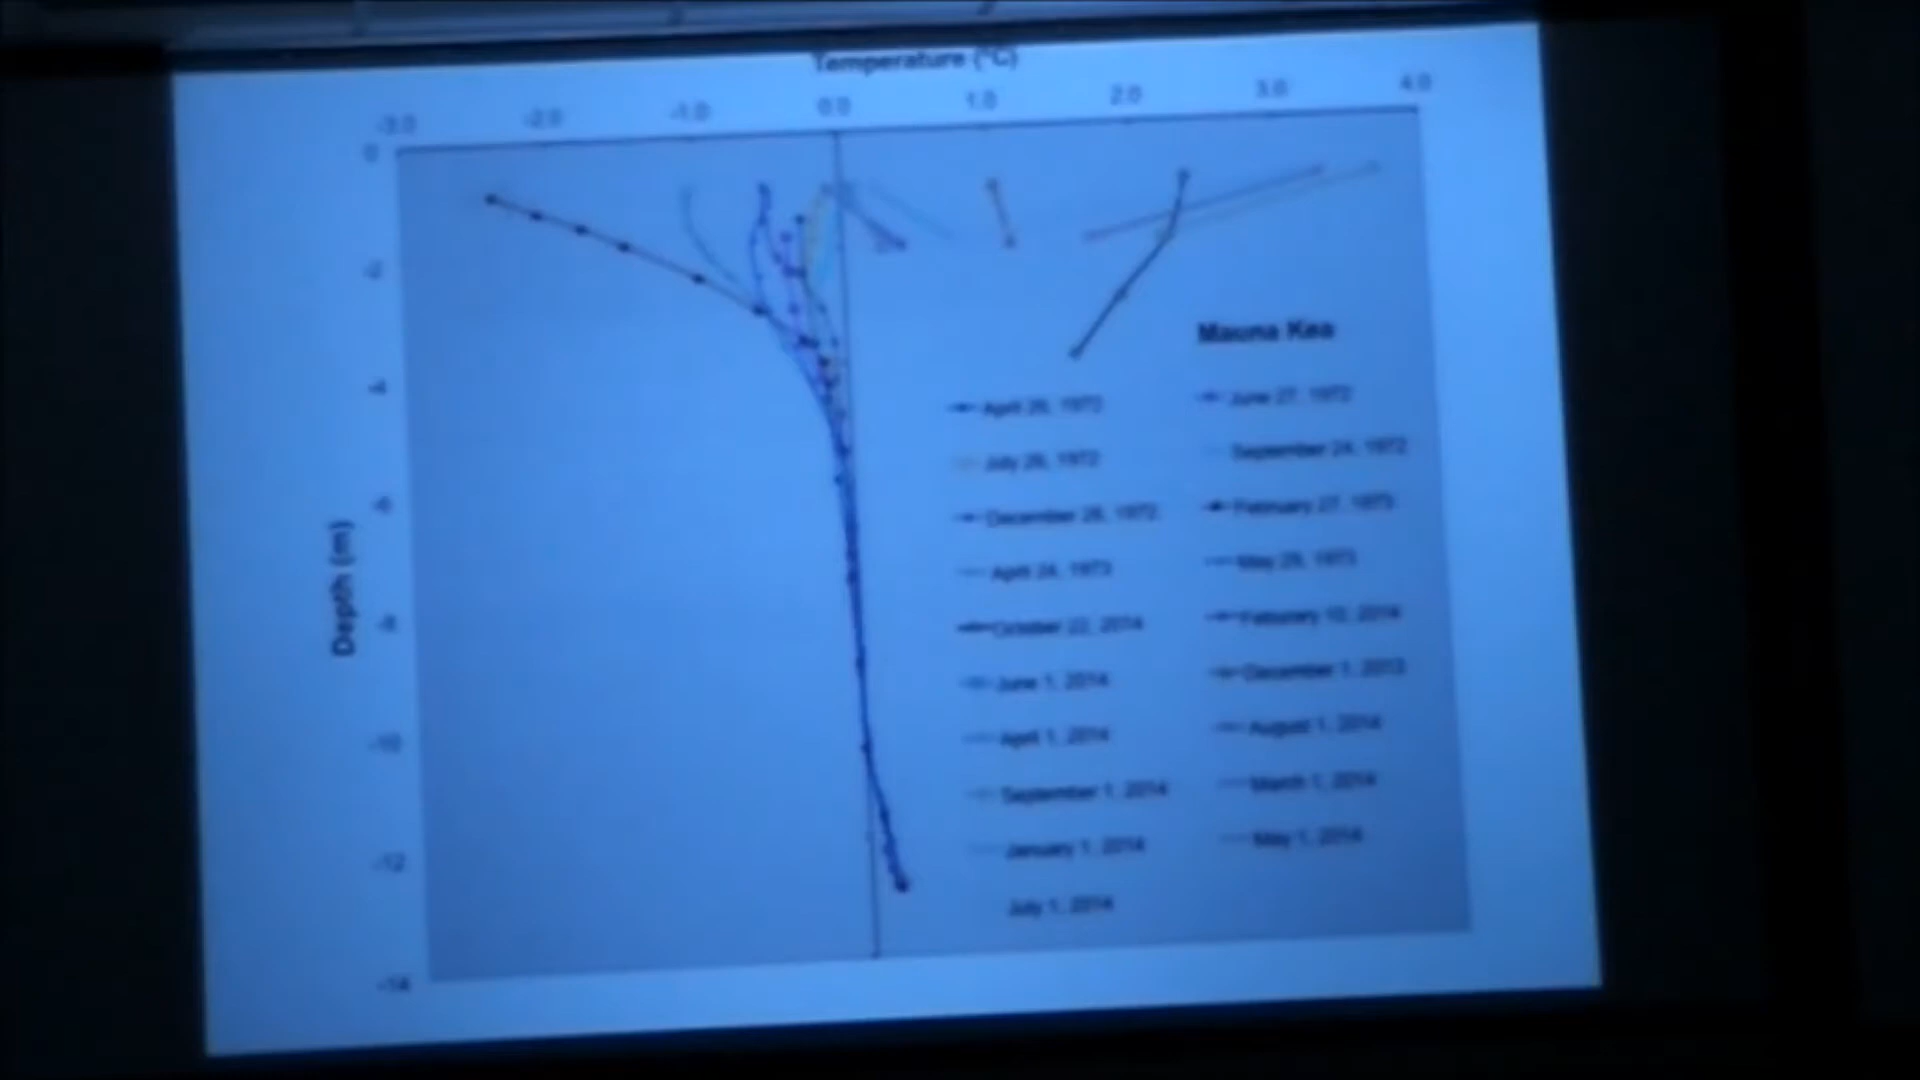 Temperature (°C)
-3.0 -2.0 -1.0 0.0 1.0 2.0 3.0 4.0
0
-2
-4
-6
-8
-10
-12
-14
Depth (m)
Mauna Kea
April 26, 1972 June 27, 1972
July 26, 1972 September 24, 1972
December 28, 1972 February 27, 1973
April 24, 1973 May 29, 1973
October 22, 2014 February 10, 2014
June 1, 2014 December 1, 2013
April 1, 2014 August 1, 2014
September 1, 2014 March 1, 2014
January 1, 2014 May 1, 2014
July 1, 2014